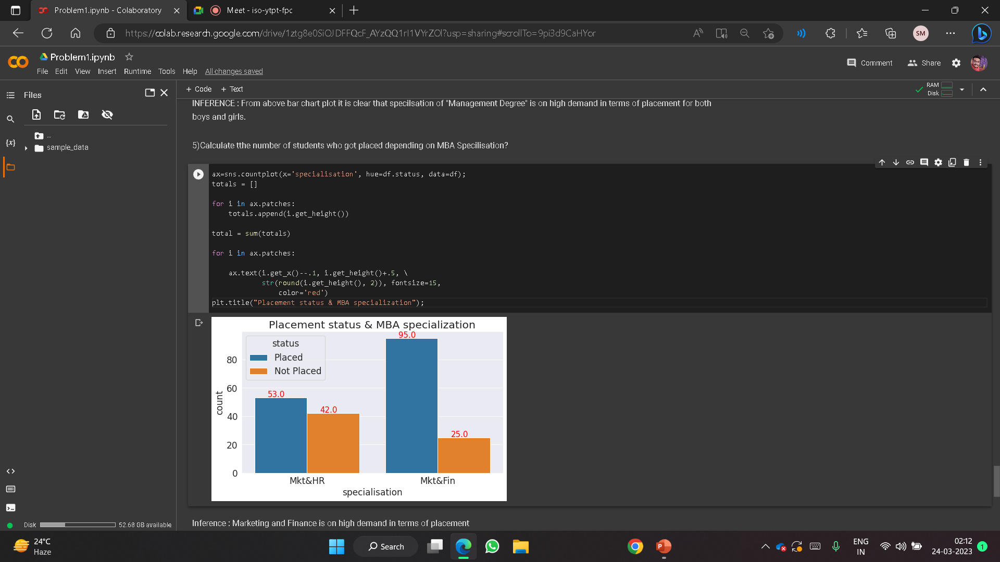 Problem1.ipynb - Colaboratory
Meet - iso-ytpt-fpc
https://colab.research.google.com/drive/1ztg8e0SiOJDFFQcF_AYzQQ1rI1VYrZOl?usp=sharing#scrollTo=9pi3d9CaHYor
SM
Problem1.ipynb
File Edit View Insert Runtime Tools Help All changes saved
Comment
Share
Files
+ Code + Text
RAM
Disk
INFERENCE : From above bar chart plot it is clear that specilsation of "Management Degree" is on high demand in terms of placement for both
boys and girls.
..
sample_data
{x}
5)Calculate tthe number of students who got placed depending on MBA Specilisation?
ax=sns.countplot(x='specialisation', hue=df.status, data=df);
totals = []
for i in ax.patches:
totals.append(i.get_height())
total = sum(totals)
for i in ax.patches:
ax.text(i.get_x()--.1, i.get_height()+.5, \
str(round(i.get_height(), 2)), fontsize=15,
color='red')
plt.title("Placement status & MBA specialization");
Placement status & MBA specialization
status
Placed
Not Placed
95.0
53.0
42.0
25.0
80
60
40
20
0
count
Mkt&HR
Mkt&Fin
specialisation
Inference : Marketing and Finance is on high demand in terms of placement
Disk
52.68 GB available
24°C
Haze
Search
ENG
IN
02:12
24-03-2023
1